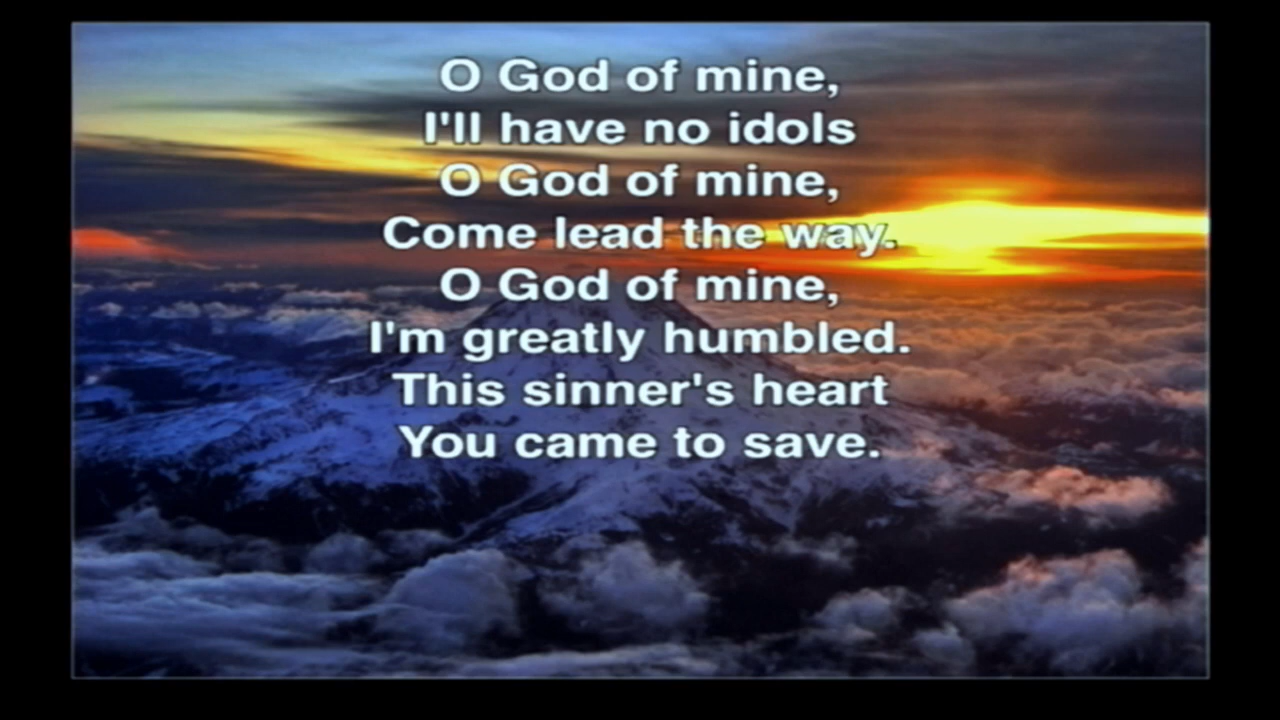 O God of mine,
I'll have no idols
O God of mine,
Come lead the way.
O God of mine,
I'm greatly humbled.
This sinner's heart
You came to save.